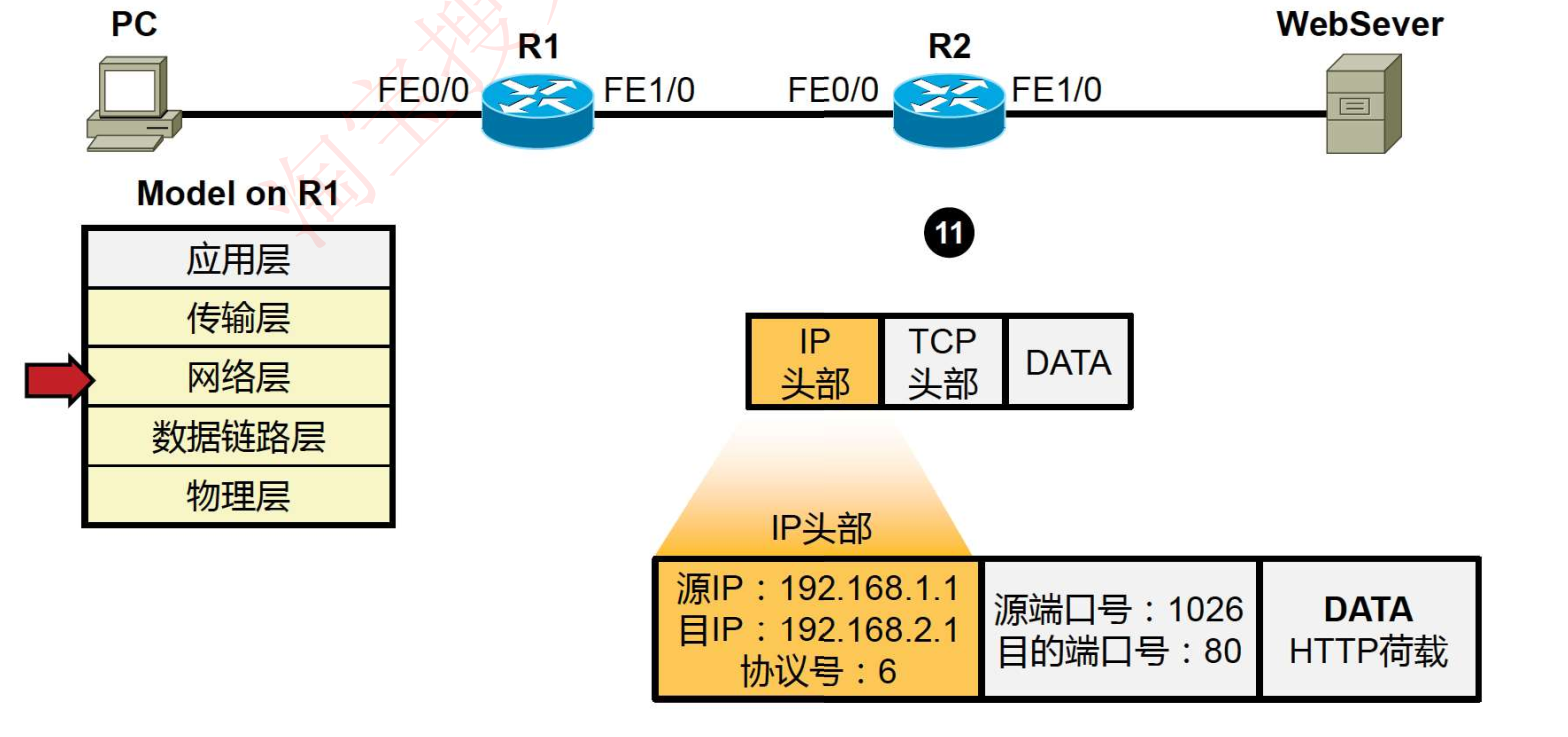 PC
WebSever
R1
R2
FE0/0
FE1/0
FE0/0
FE1/0
Model on R1
应用层
传输层
网络层
数据链路层
物理层
11
IP
头部
TCP
头部
DATA
IP头部
源IP：192.168.1.1
目IP：192.168.2.1
协议号：6
源端口号：1026
目的端口号：80
DATA
HTTP荷载
淘宝搜